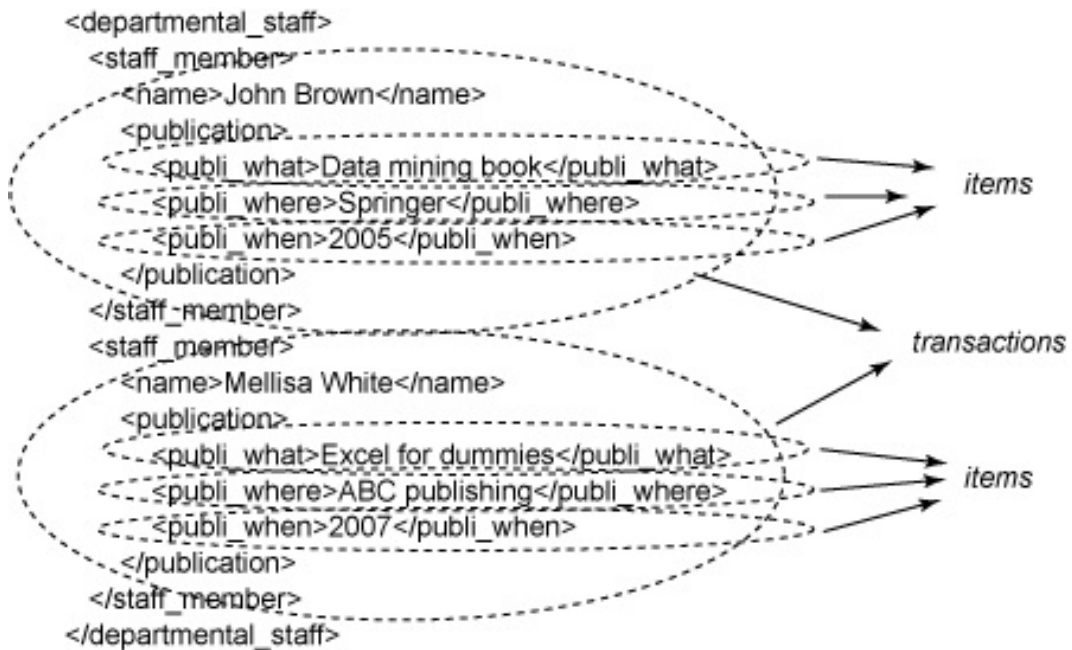 <departmental_staff>
<staff_member>
<name>John Brown</name>
<publication>
<publi_what>Data mining book</publi_what>
<publi_where>Springer</publi_where>
<publi_when>2005</publi_when>
</publication>
</staff_member>
<staff_member>
<name>Mellisa White</name>
<publication>
<publi_what>Excel for dummies</publi_what>
<publi_where>ABC publishing</publi_where>
<publi_when>2007</publi_when>
</publication>
</staff_member>
</departmental_staff>
items
transactions
items